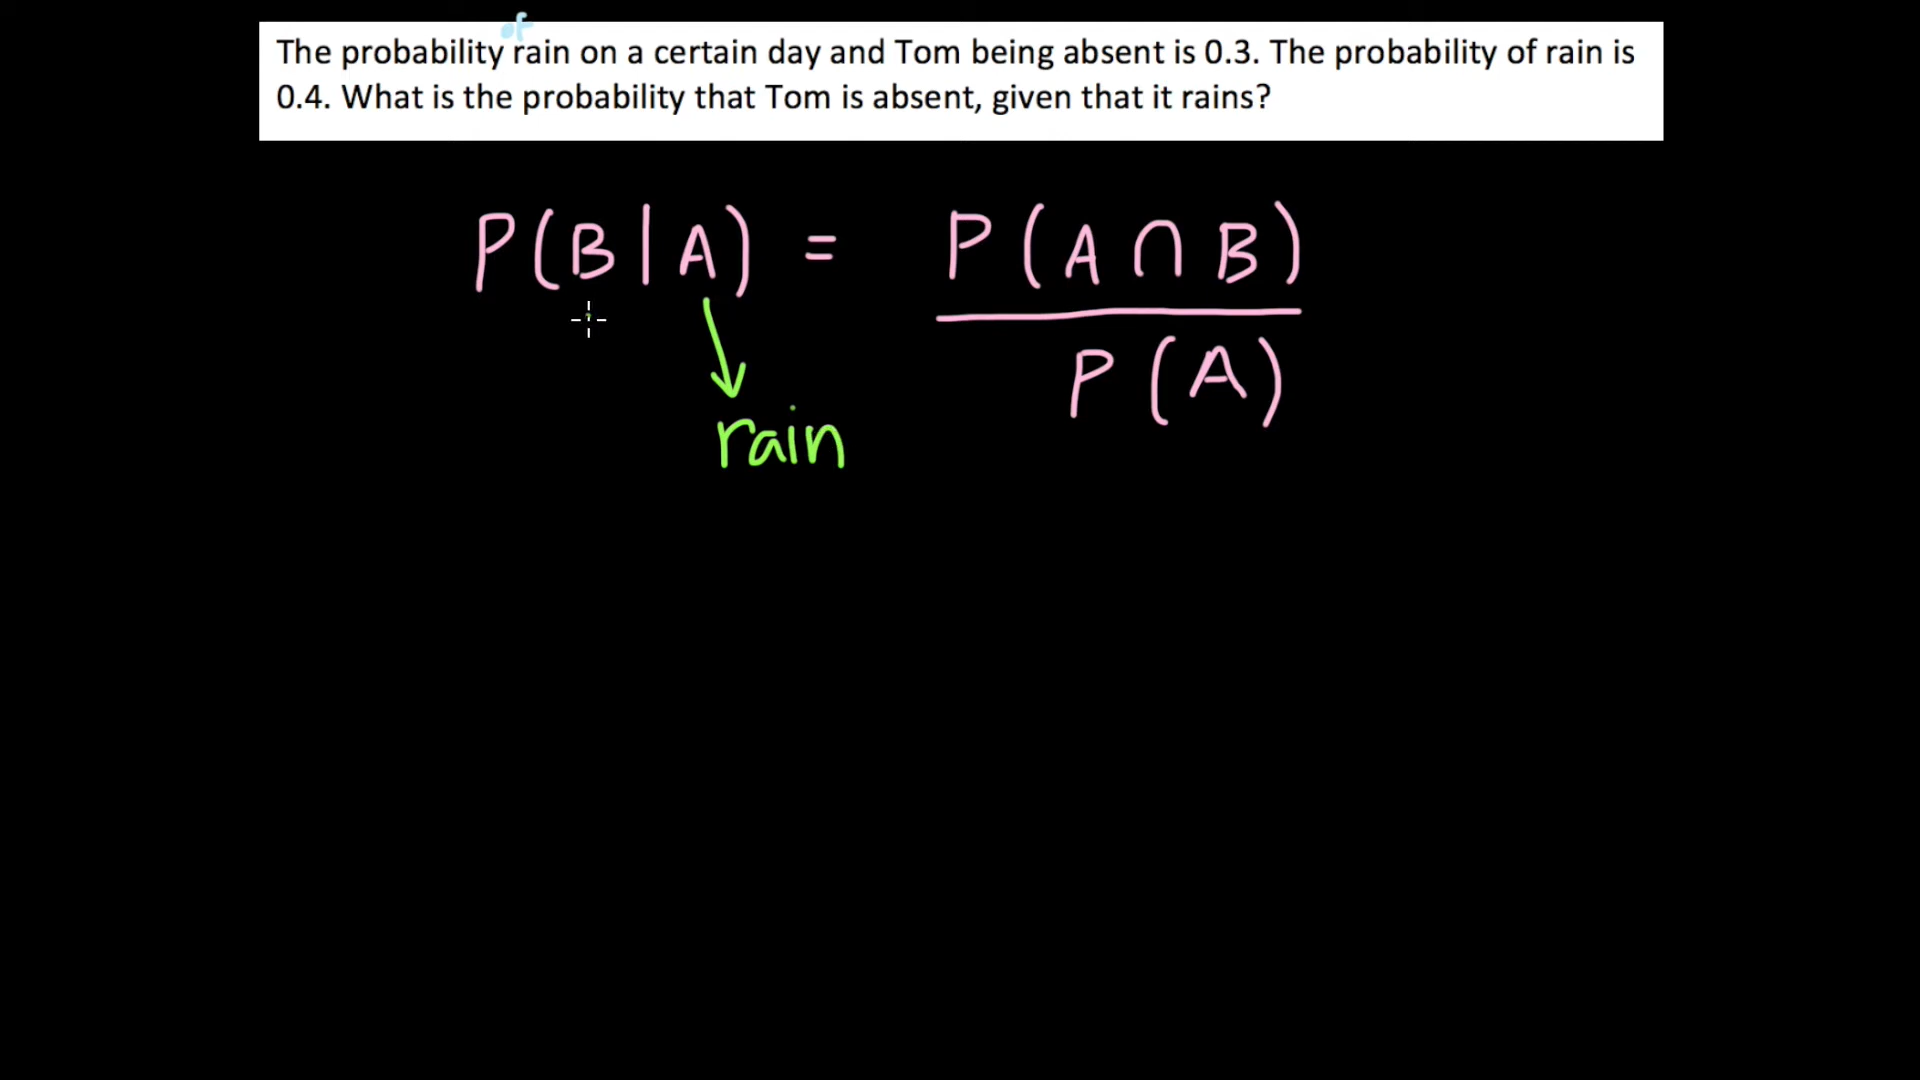 of
The probability rain on a certain day and Tom being absent is 0.3. The probability of rain is
0.4. What is the probability that Tom is absent, given that it rains?
P(B|A) = P(A∩B)
P(A)
rain